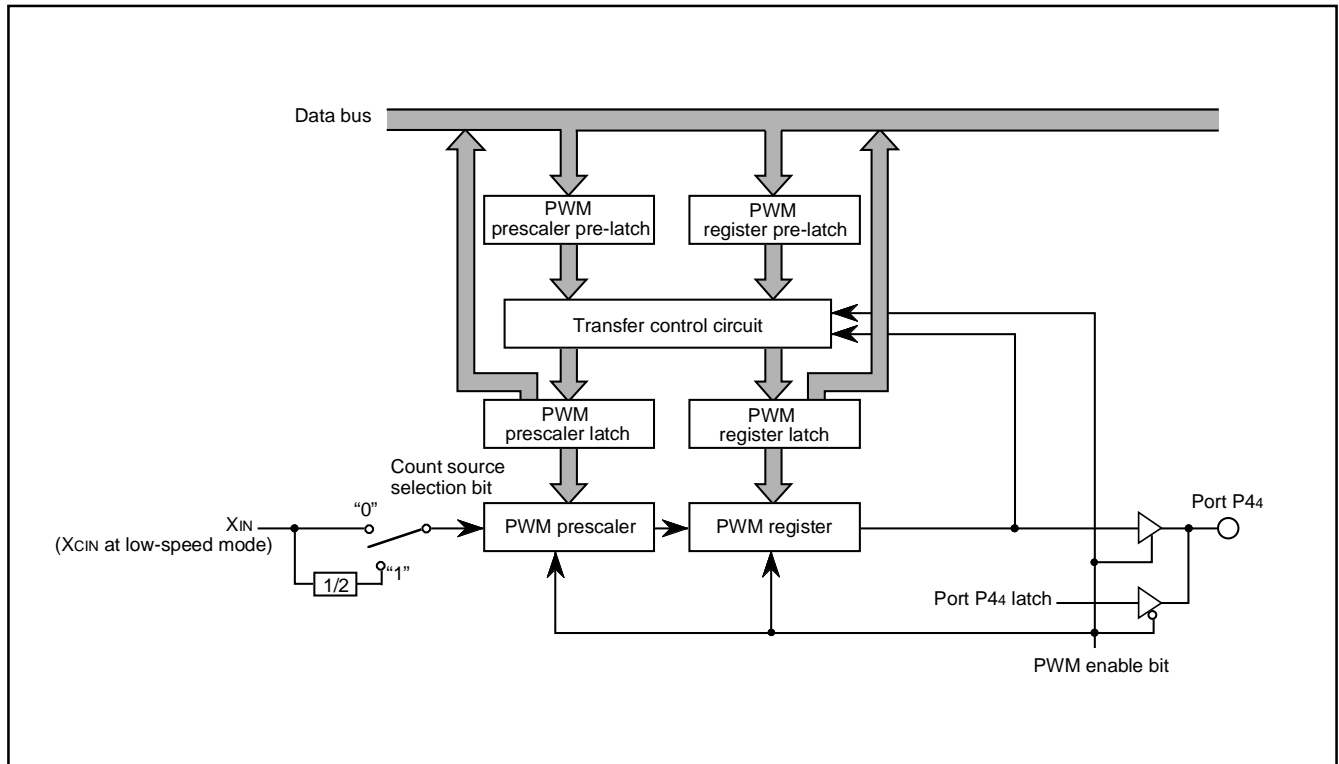 Data bus
PWM
prescaler pre-latch
PWM
register pre-latch
Transfer control circuit
PWM
prescaler latch
PWM
register latch
Count source
selection bit
“0”
XIN
(XCIN at low-speed mode)
“1”
1/2
PWM prescaler
PWM register
Port P44
Port P44 latch
PWM enable bit